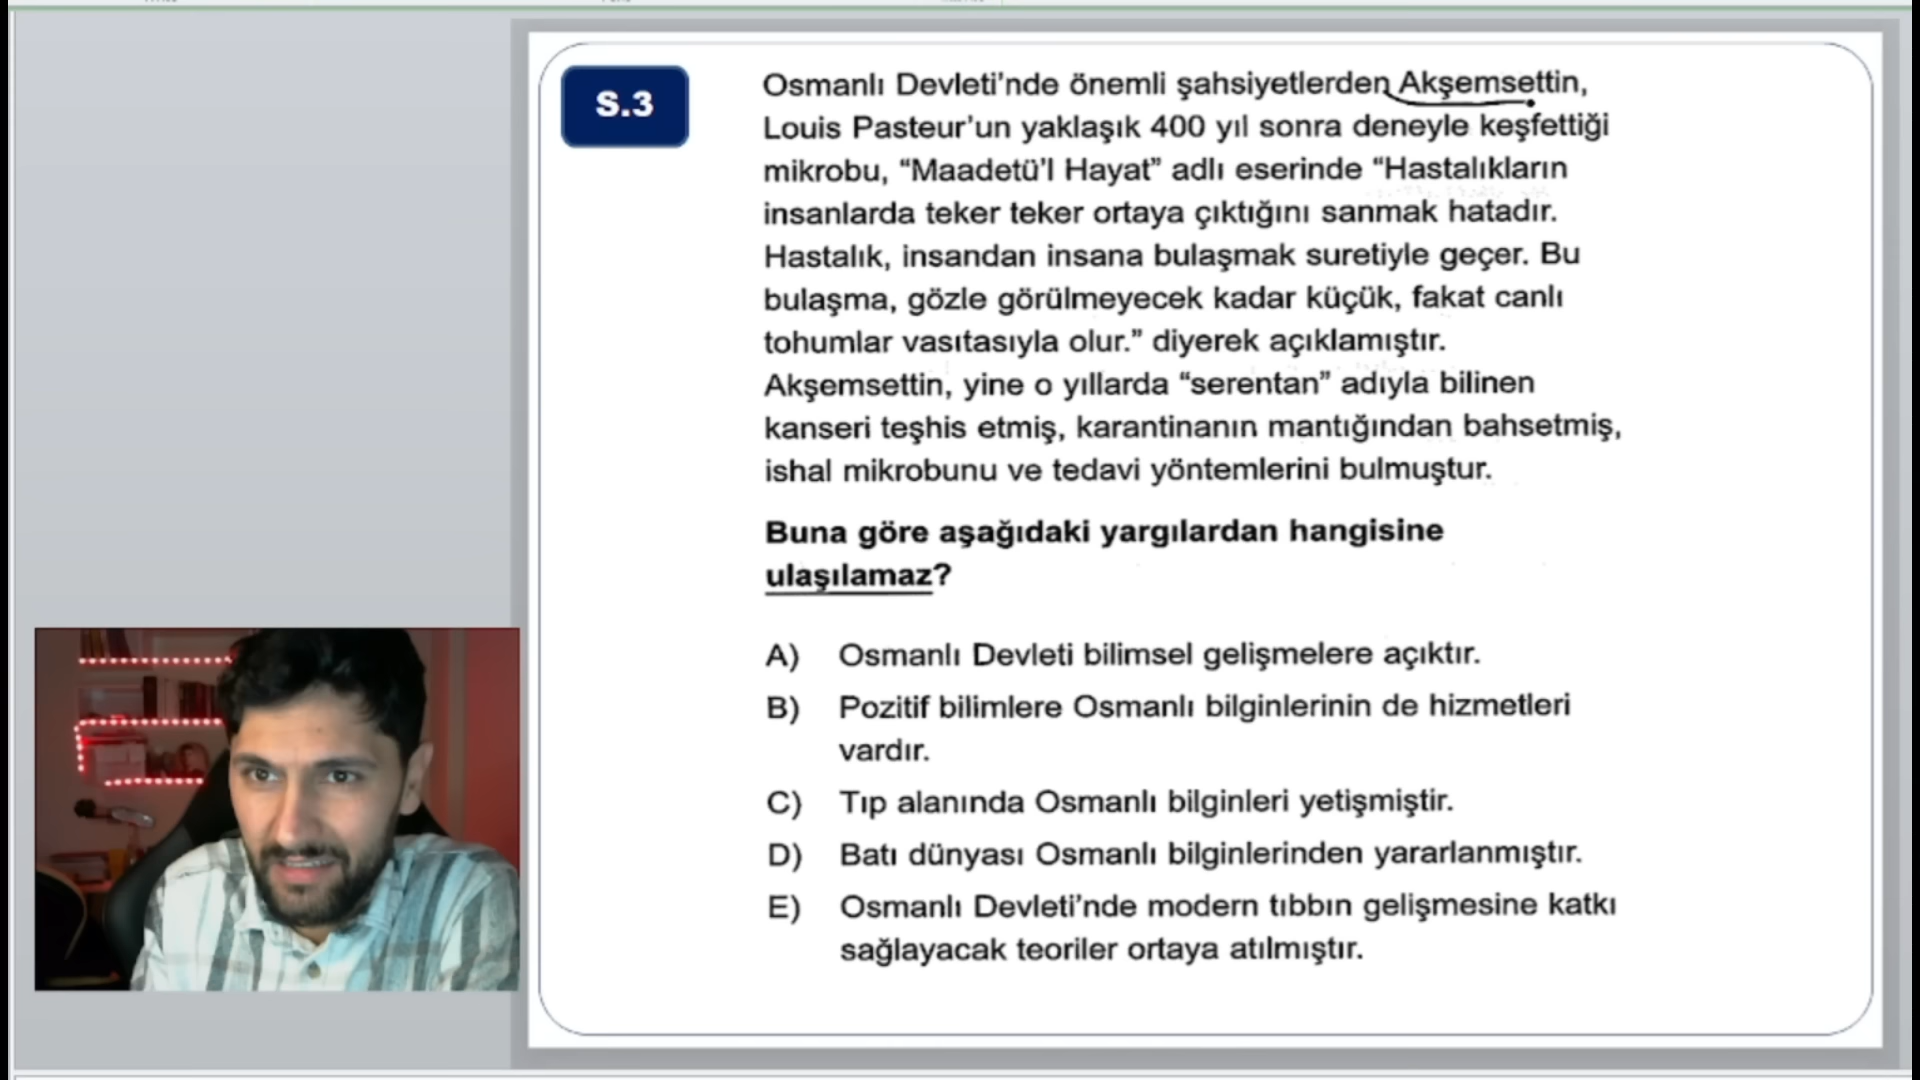 S.3
Osmanlı Devleti'nde önemli şahsiyetlerden Akşemsettin,
Louis Pasteur'un yaklaşık 400 yıl sonra deneyle keşfettiği
mikrobu, “Maadetü'l Hayat” adlı eserinde “Hastalıkların
insanlarda teker teker ortaya çıktığını sanmak hatadır.
Hastalık, insandan insana bulaşmak suretiyle geçer. Bu
bulaşma, gözle görülmeyecek kadar küçük, fakat canlı
tohumlar vasıtasıyla olur.” diyerek açıklamıştır.
Akşemsettin, yine o yıllarda “serentan” adıyla bilinen
kanseri teşhis etmiş, karantinanın mantığından bahsetmiş,
ishal mikrobunu ve tedavi yöntemlerini bulmuştur.
Buna göre aşağıdaki yargılardan hangisine
ulaşılamaz?
A) Osmanlı Devleti bilimsel gelişmelere açıktır.
B) Pozitif bilimlere Osmanlı bilginlerinin de hizmetleri
vardır.
C) Tıp alanında Osmanlı bilginleri yetişmiştir.
D) Batı dünyası Osmanlı bilginlerinden yararlanmıştır.
E) Osmanlı Devleti'nde modern tıbbın gelişmesine katkı
sağlayacak teoriler ortaya atılmıştır.